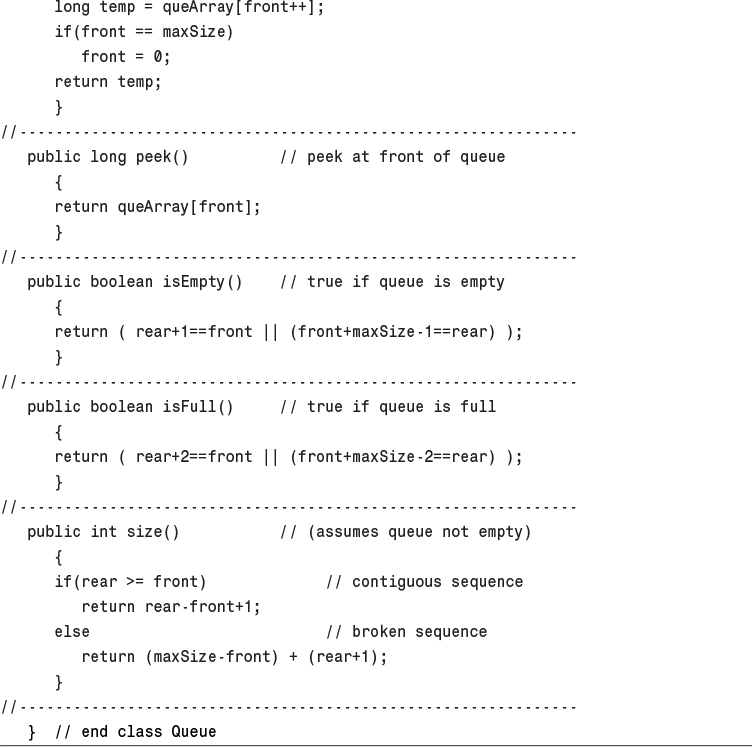 long temp = queArray[front++];
if(front == maxSize)
front = 0;
return temp;
}
//--------------------------------------------------------------
public long peek() // peek at front of queue
{
return queArray[front];
}
//--------------------------------------------------------------
public boolean isEmpty() // true if queue is empty
{
return ( rear+1==front || (front+maxSize-1==rear) );
}
//--------------------------------------------------------------
public boolean isFull() // true if queue is full
{
return ( rear+2==front || (front+maxSize-2==rear) );
}
//--------------------------------------------------------------
public int size() // (assumes queue not empty)
{
if(rear >= front) // contiguous sequence
return rear-front+1;
else // broken sequence
return (maxSize-front) + (rear+1);
}
//--------------------------------------------------------------
} // end class Queue